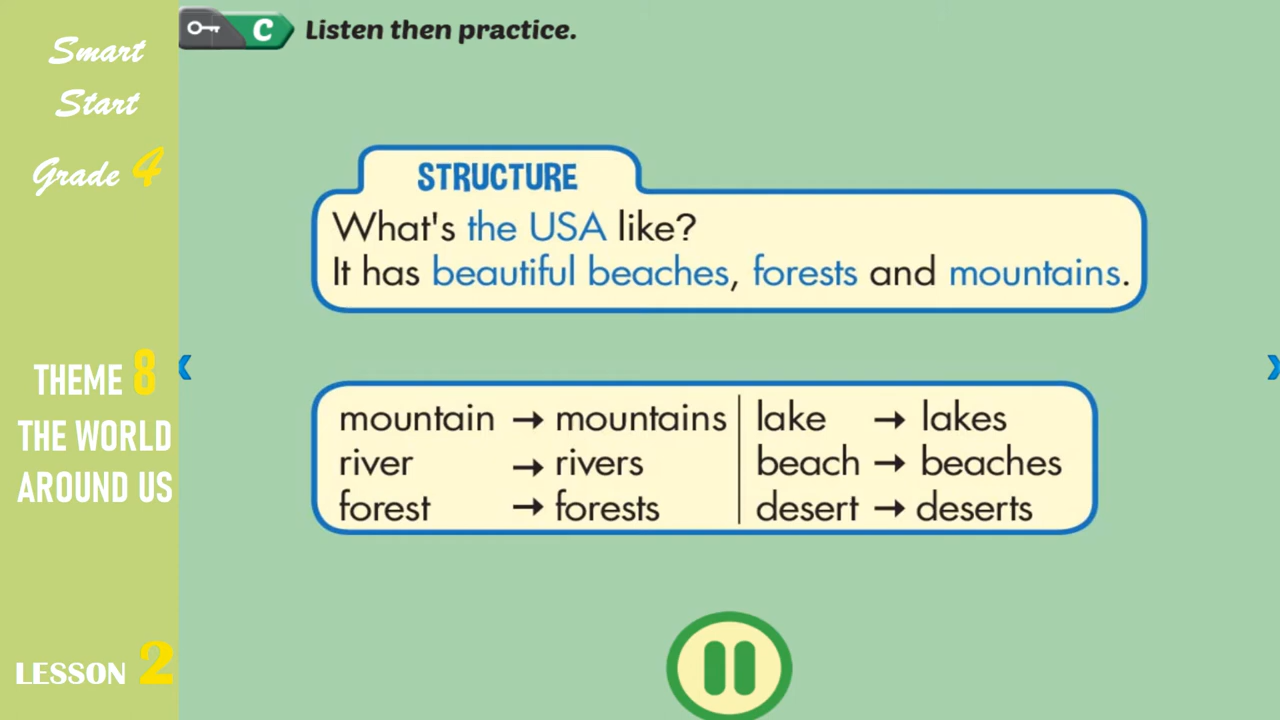 Smart
Start
Grade 4
THEME 8
THE WORLD
AROUND US
LESSON 2
C Listen then practice.
STRUCTURE
What's the USA like?
It has beautiful beaches, forests and mountains.
mountain → mountains
river → rivers
forest → forests
lake → lakes
beach → beaches
desert → deserts